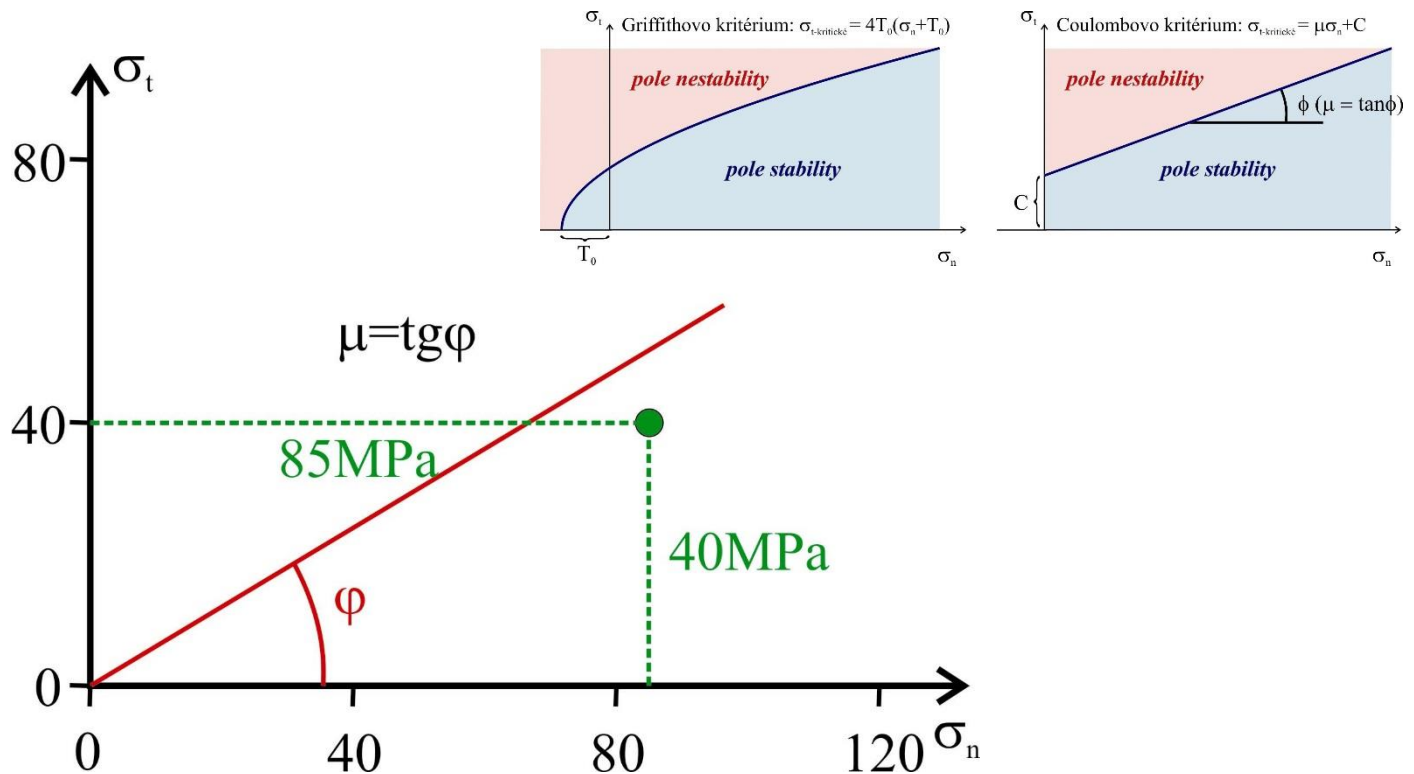 σt
Griffithovo kritérium: σt-kritické = 4T0(σn+T0)
pole nestability
pole stability
T0
σn
σt
Coulombovo kritérium: σt-kritické = μσn+C
pole nestability
ϕ (μ = tanϕ)
pole stability
C
σn
σt
80
μ=tgφ
40
85MPa
40MPa
φ
0
0
40
80
120
σn